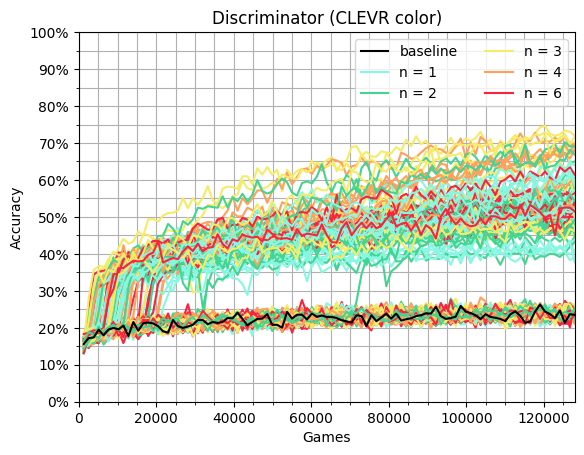 Discriminator (CLEVR color)
100%
90%
80%
70%
60%
50%
40%
30%
20%
10%
0%
Accuracy
baseline
n = 1
n = 2
n = 3
n = 4
n = 6
0 20000 40000 60000 80000 100000 120000
Games